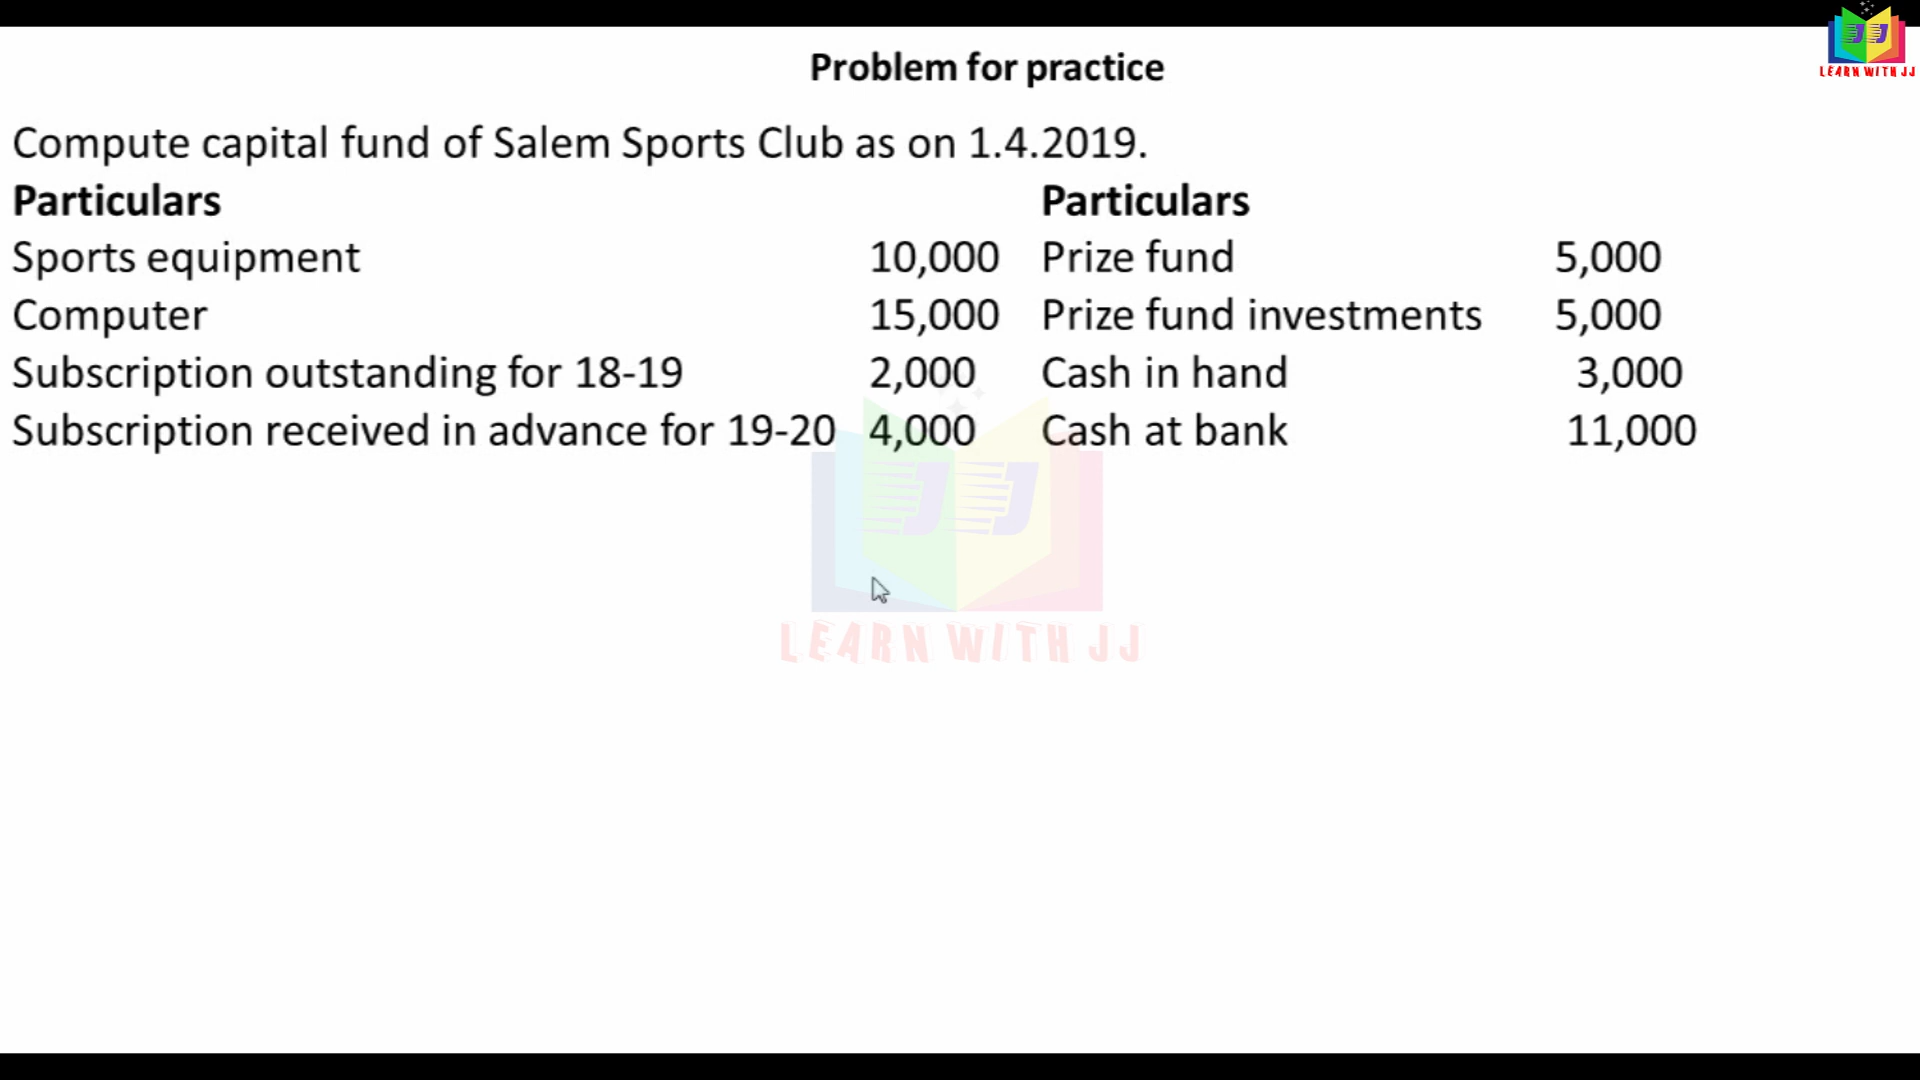 LEARN WITH JJ
Problem for practice
Compute capital fund of Salem Sports Club as on 1.4.2019.
Particulars Particulars
Sports equipment 10,000 Prize fund 5,000
Computer 15,000 Prize fund investments 5,000
Subscription outstanding for 18-19 2,000 Cash in hand 3,000
Subscription received in advance for 19-20 4,000 Cash at bank 11,000
JJ
LEARN WITH JJ